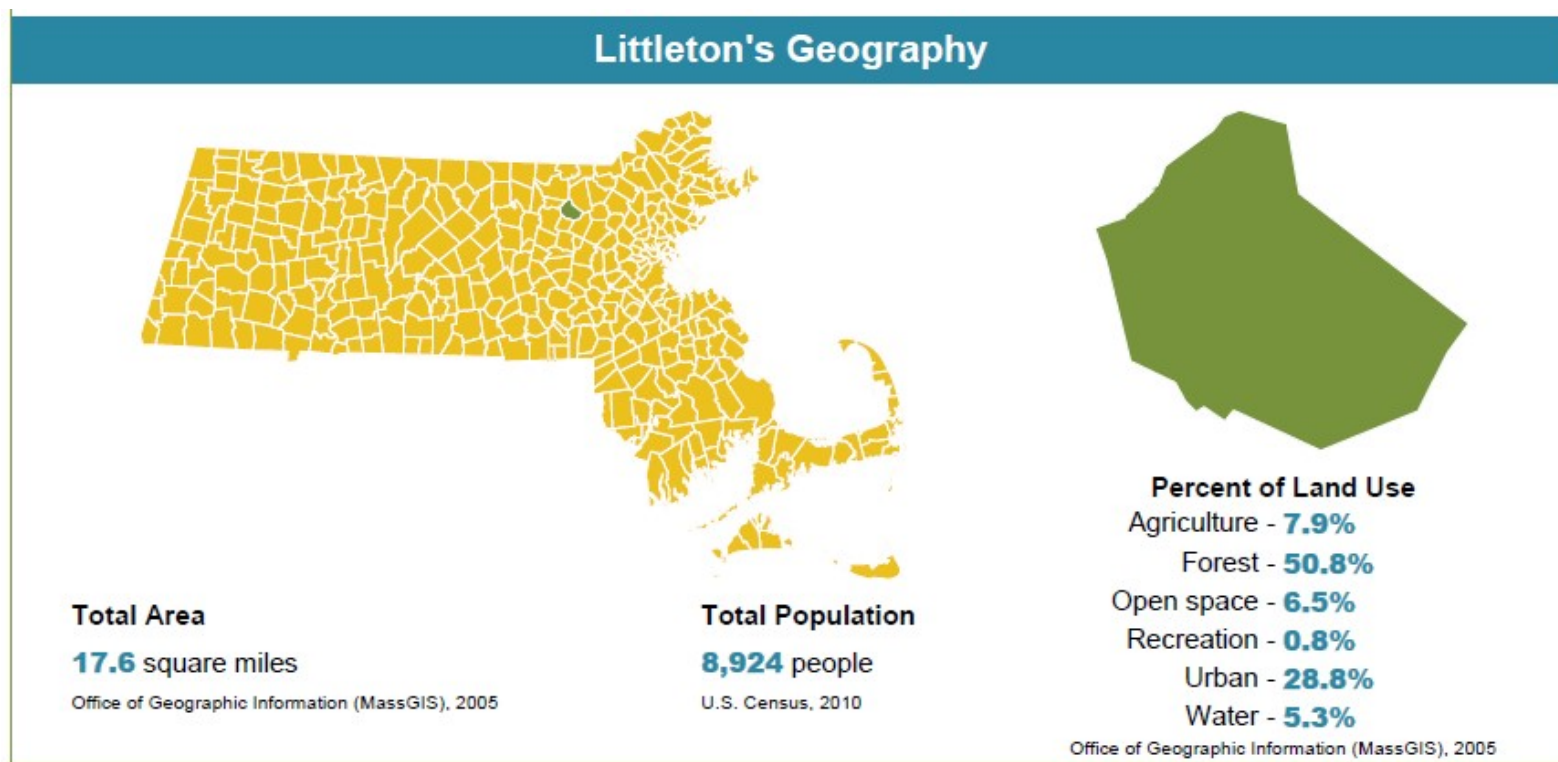 Littleton's Geography
Total Area
17.6 square miles
Office of Geographic Information (MassGIS), 2005
Total Population
8,924 people
U.S. Census, 2010
Percent of Land Use
Agriculture - 7.9%
Forest - 50.8%
Open space - 6.5%
Recreation - 0.8%
Urban - 28.8%
Water - 5.3%
Office of Geographic Information (MassGIS), 2005